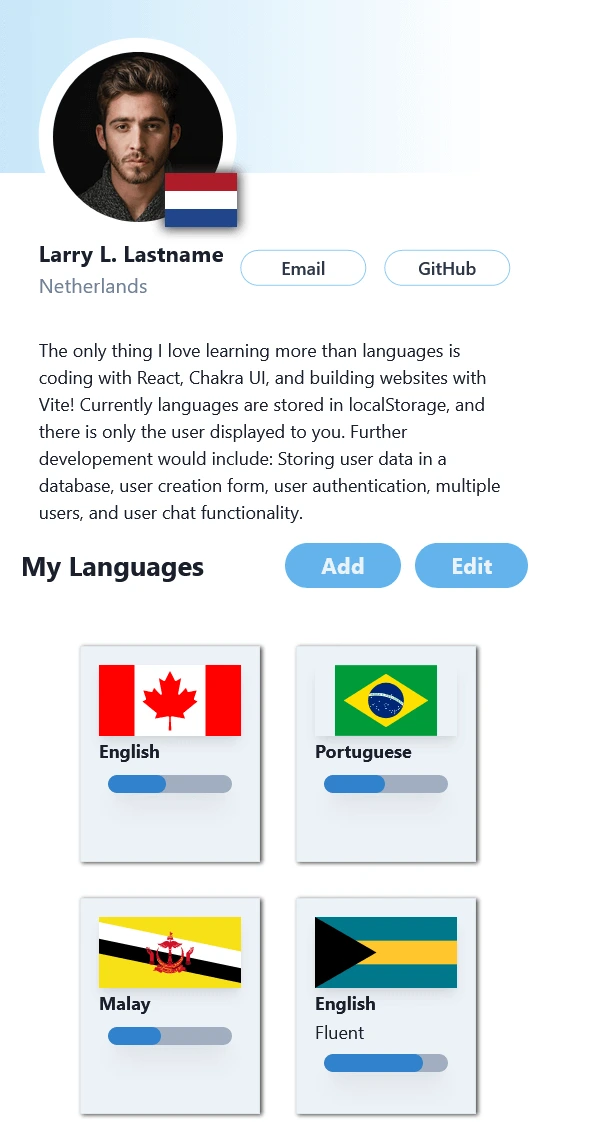 Larry L. Lastname
Netherlands
Email
GitHub
The only thing I love learning more than languages is
coding with React, Chakra UI, and building websites with
Vite! Currently languages are stored in localStorage, and
there is only the user displayed to you. Further
developement would include: Storing user data in a
database, user creation form, user authentication, multiple
users, and user chat functionality.
My Languages
Add
Edit
English
Portuguese
Malay
English
Fluent